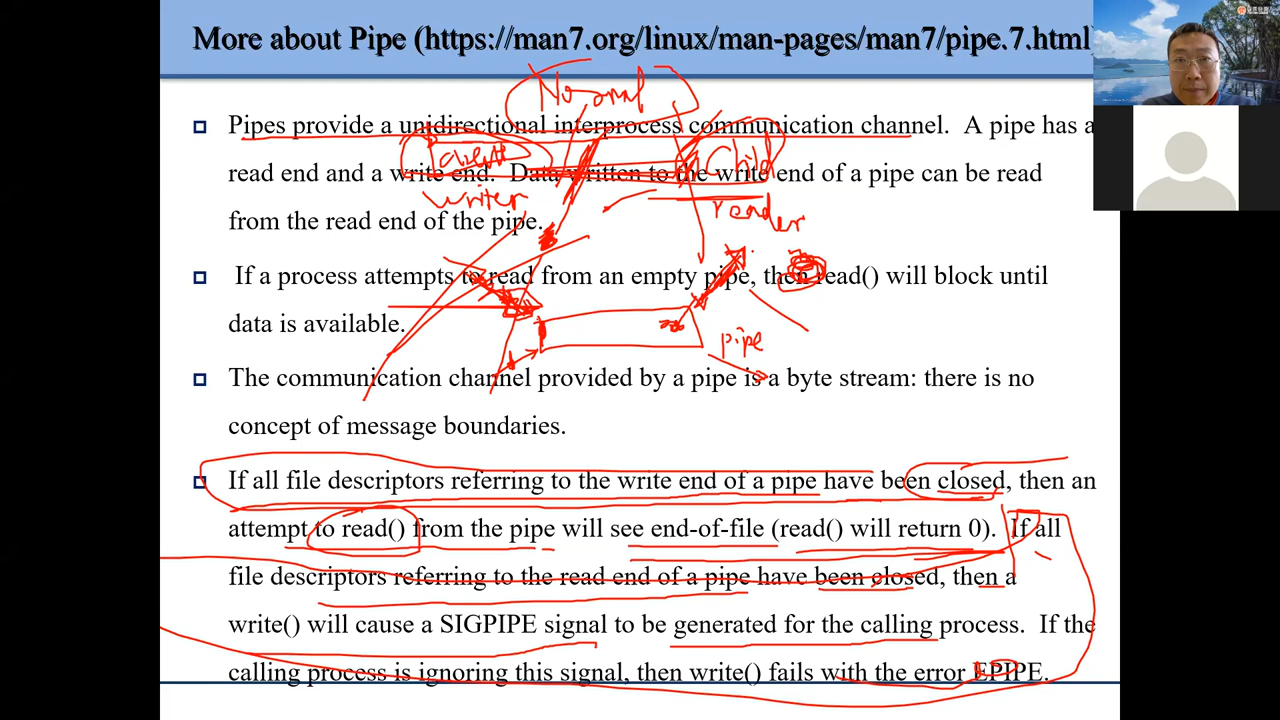 More about Pipe (https://man7.org/linux/man-pages/man7/pipe.7.html)
Normal
Pipes provide a unidirectional interprocess communication channel. A pipe has a
Child
read end and a write end. Data written to the write end of a pipe can be read
writer
reader
from the read end of the pipe.
If a process attempts to read from an empty pipe, then read() will block until
data is available.
pipe
The communication channel provided by a pipe is a byte stream: there is no
concept of message boundaries.
If all file descriptors referring to the write end of a pipe have been closed, then an
attempt to read() from the pipe will see end-of-file (read() will return 0). If all
file descriptors referring to the read end of a pipe have been closed, then a
write() will cause a SIGPIPE signal to be generated for the calling process. If the
calling process is ignoring this signal, then write() fails with the error EPIPE.